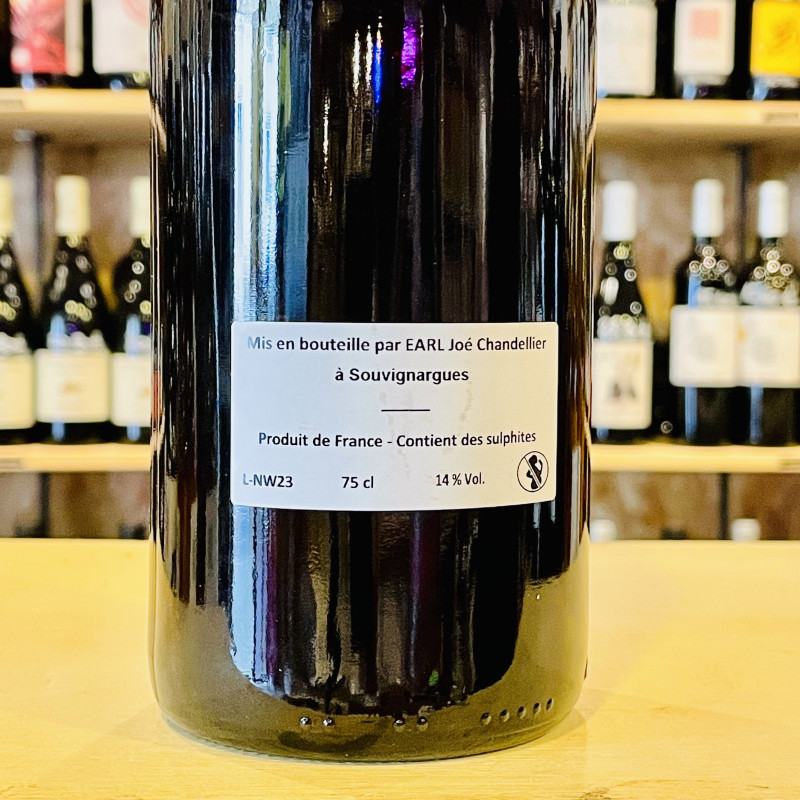 Mis en bouteille par EARL Joé Chandellier
à Souvignargues
Produit de France - Contient des sulphites
L-NW23 75 cl 14 % Vol.